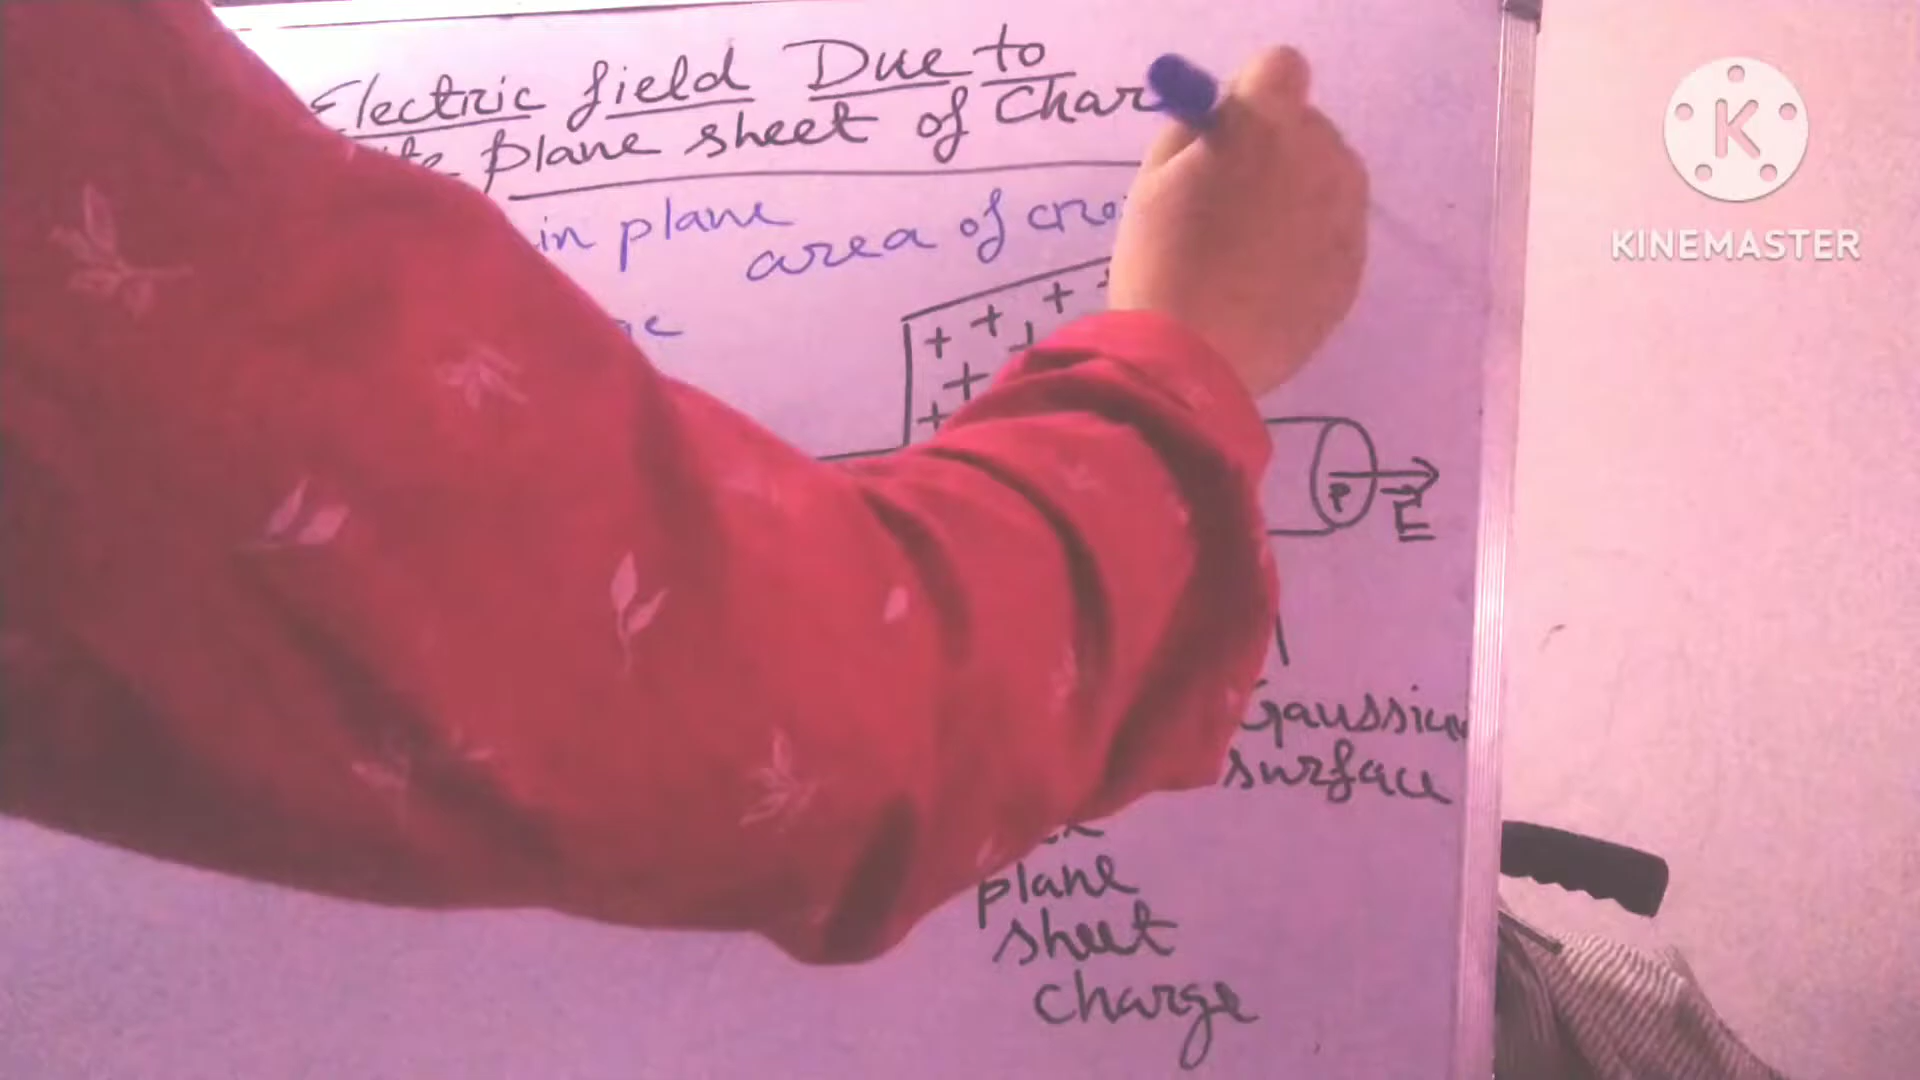 Electric field Due to
plane sheet of Char
in plane
area of cro
+ + +
+
+
P
E
Gaussian
surface
plane
sheet
charge
K
KINEMASTER